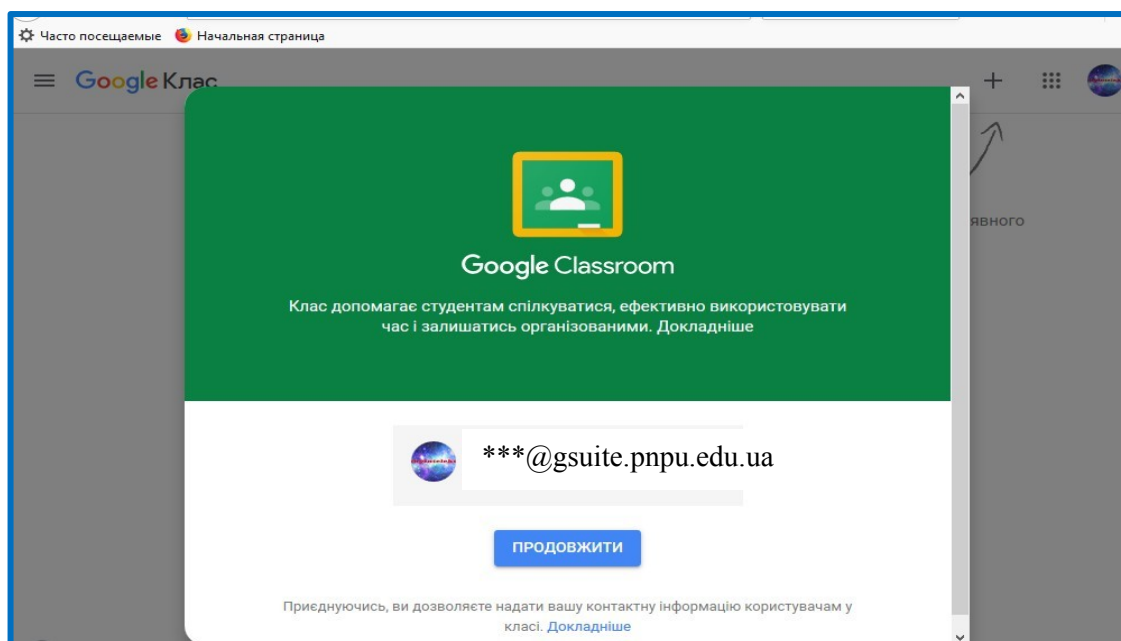 Часто посещаемые Начальная страница
Google Клас
явного
Google Classroom
Клас допомагає студентам спілкуватися, ефективно використовувати
час і залишатись організованими. Докладніше
***@gsuite.pnpu.edu.ua
ПРОДОВЖИТИ
Приєднуючись, ви дозволяєте надати вашу контактну інформацію користувачам у
класі. Докладніше